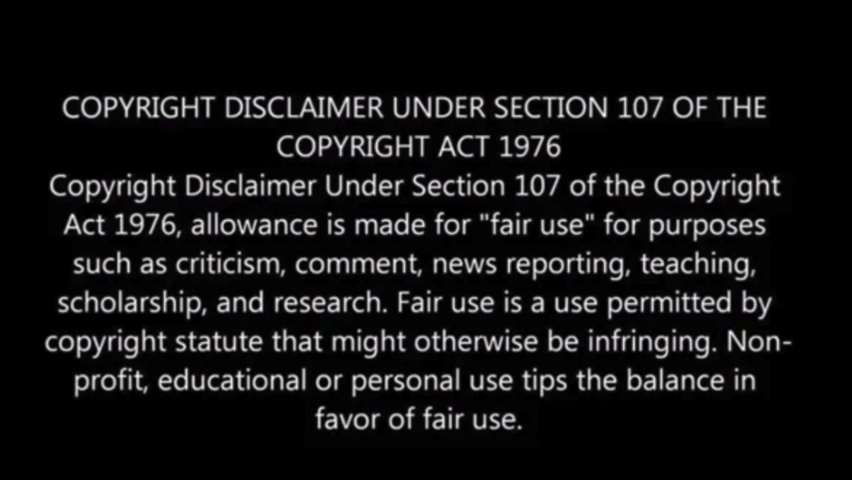 COPYRIGHT DISCLAIMER UNDER SECTION 107 OF THE
COPYRIGHT ACT 1976
Copyright Disclaimer Under Section 107 of the Copyright
Act 1976, allowance is made for "fair use" for purposes
such as criticism, comment, news reporting, teaching,
scholarship, and research. Fair use is a use permitted by
copyright statute that might otherwise be infringing. Non-
profit, educational or personal use tips the balance in
favor of fair use.